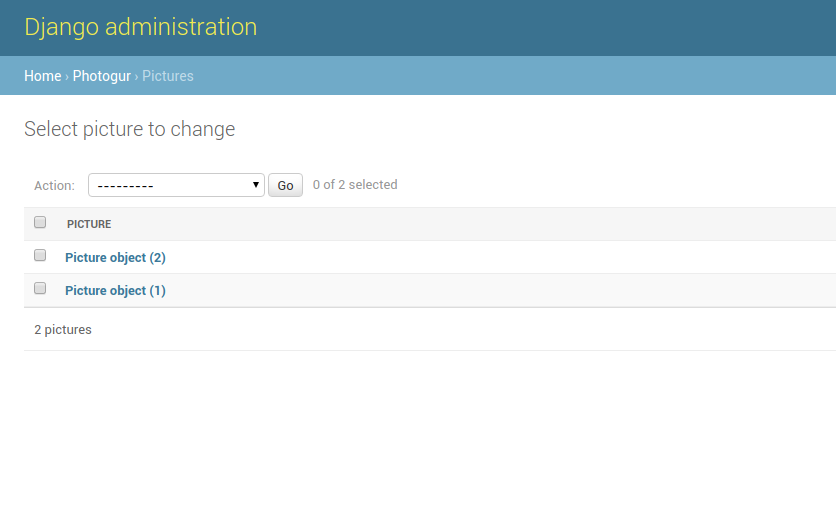 Django administration
Home › Photogur › Pictures
Select picture to change
Action: --------- Go 0 of 2 selected
PICTURE
Picture object (2)
Picture object (1)
2 pictures